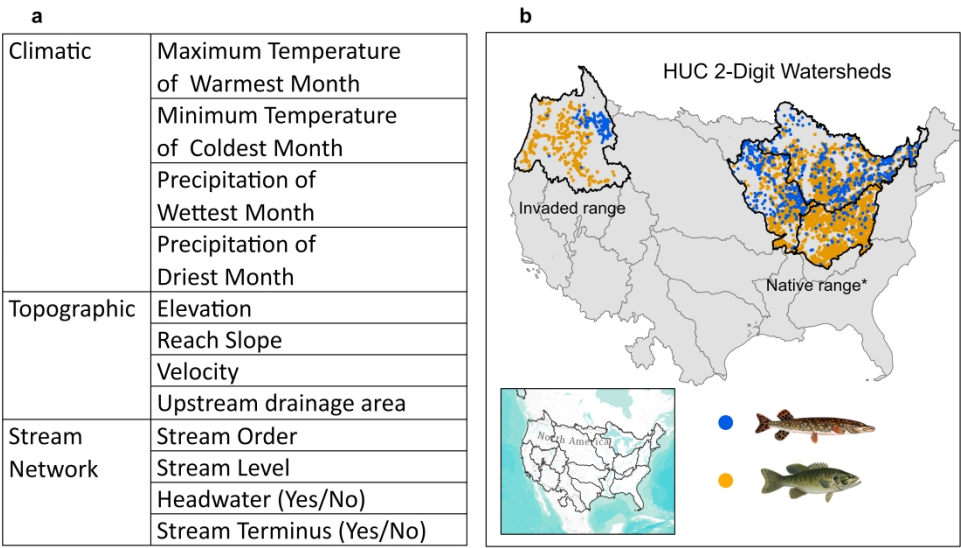 a
Climatic
Maximum Temperature
of Warmest Month
Minimum Temperature
of Coldest Month
Precipitation of
Wettest Month
Precipitation of
Driest Month
Topographic
Elevation
Reach Slope
Velocity
Upstream drainage area
Stream
Network
Stream Order
Stream Level
Headwater (Yes/No)
Stream Terminus (Yes/No)
b
HUC 2-Digit Watersheds
Invaded range
Native range*
North America